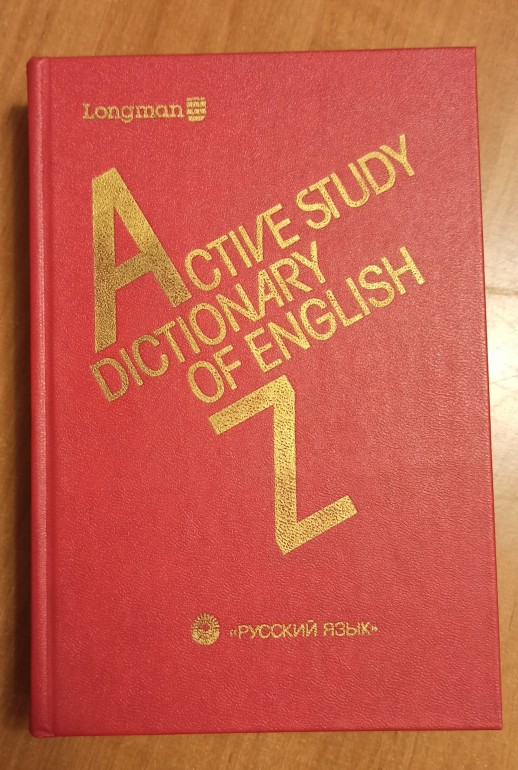 Longman
ACTIVE STUDY
DICTIONARY
OF ENGLISH
Z
«РУССКИЙ ЯЗЫК»